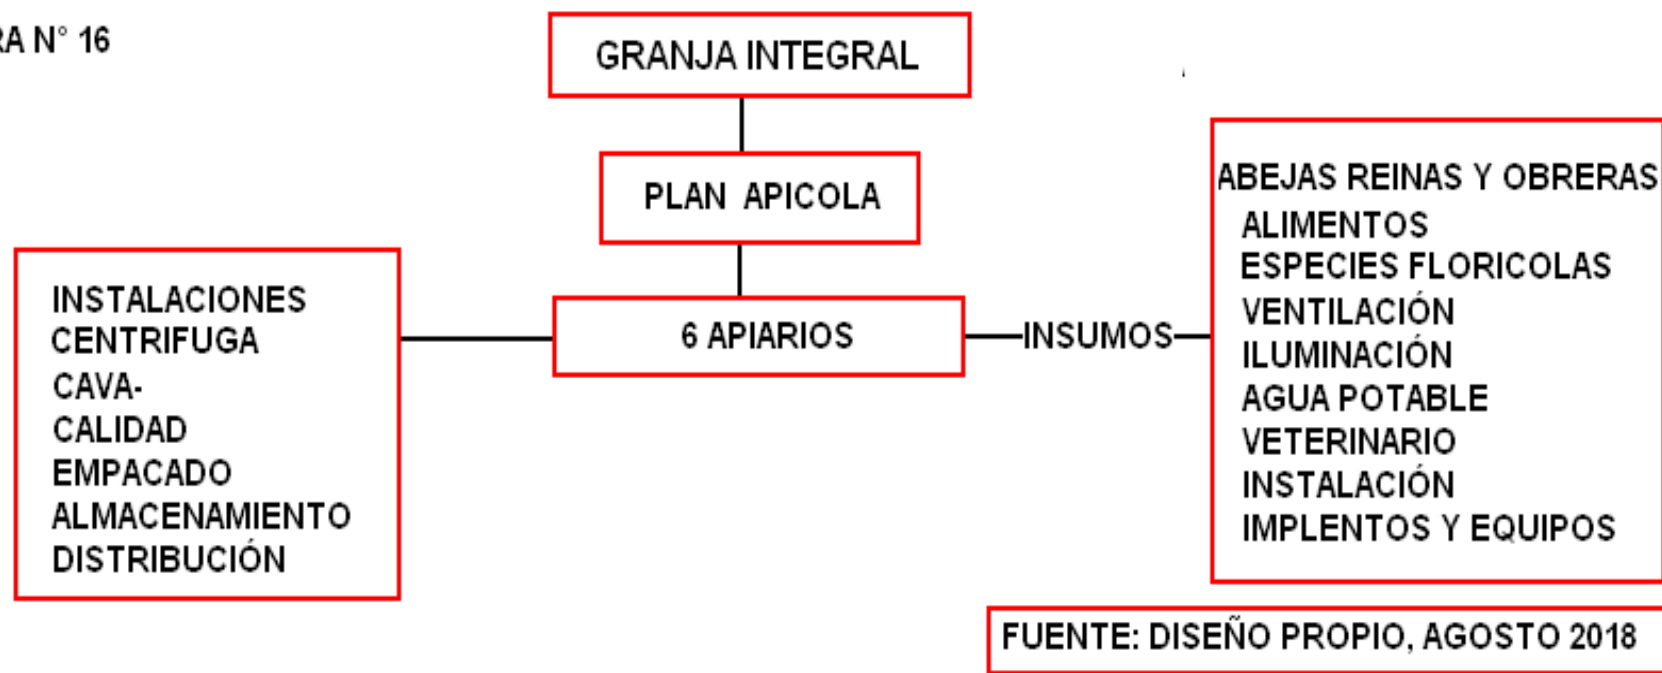 RA N° 16
GRANJA INTEGRAL
PLAN APICOLA
6 APIARIOS
INSTALACIONES
CENTRIFUGA
CAVA-
CALIDAD
EMPACADO
ALMACENAMIENTO
DISTRIBUCIÓN
INSUMOS
ABEJAS REINAS Y OBRERAS
ALIMENTOS
ESPECIES FLORICOLAS
VENTILACIÓN
ILUMINACIÓN
AGUA POTABLE
VETERINARIO
INSTALACIÓN
IMPLENTOS Y EQUIPOS
FUENTE: DISEÑO PROPIO, AGOSTO 2018